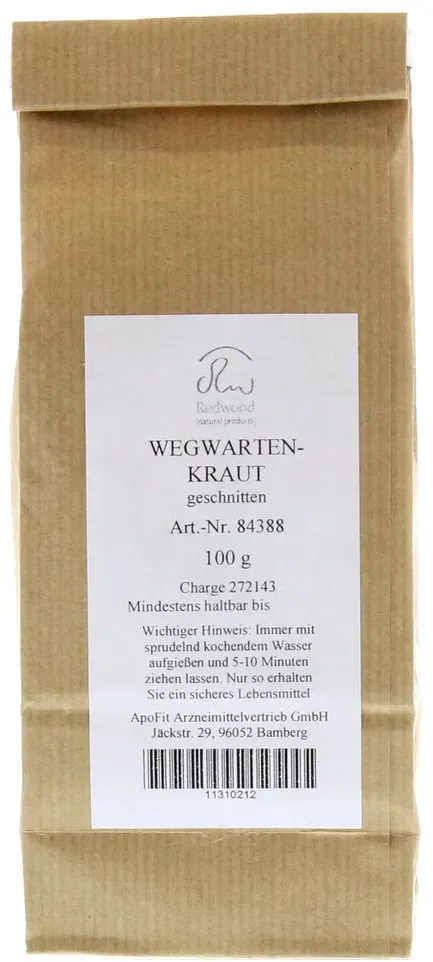 Redwood
[natural products]
WEGWARTEN-
KRAUT
geschnitten
Art.-Nr. 84388
100 g
Charge 272143
Mindestens haltbar bis
Wichtiger Hinweis: Immer mit
sprudelnd kochendem Wasser
aufgießen und 5-10 Minuten
ziehen lassen. Nur so erhalten
Sie ein sicheres Lebensmittel
ApoFit Arzneimittelvertrieb GmbH
Jäckstr. 29, 96052 Bamberg
11310212